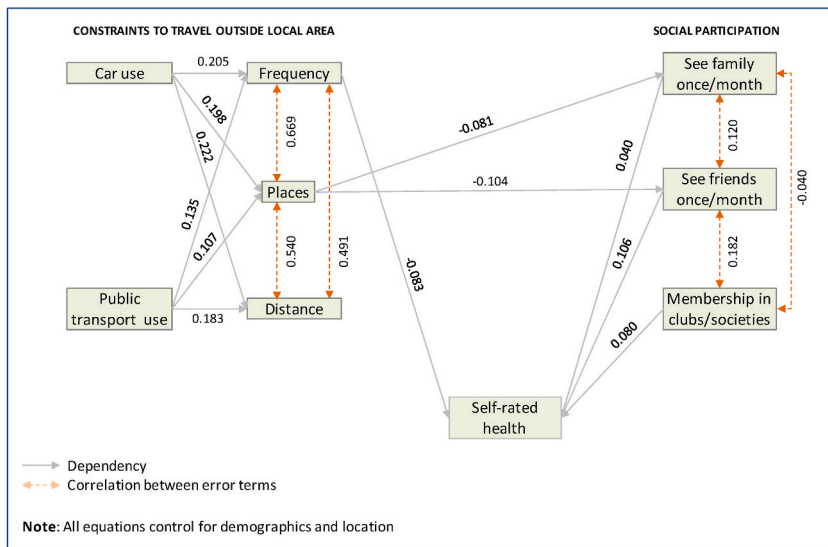 CONSTRAINTS TO TRAVEL OUTSIDE LOCAL AREA
SOCIAL PARTICIPATION
Car use
0.205
Frequency
See family
once/month
0.198
0.222
0.669
-0.081
0.040
0.120
-0.040
Places
-0.104
See friends
once/month
0.135
0.107
0.540
0.491
-0.083
0.106
0.182
Public
transport use
0.183
Distance
Membership in
clubs/societies
0.080
Self-rated
health
Dependency
Correlation between error terms
Note: All equations control for demographics and location